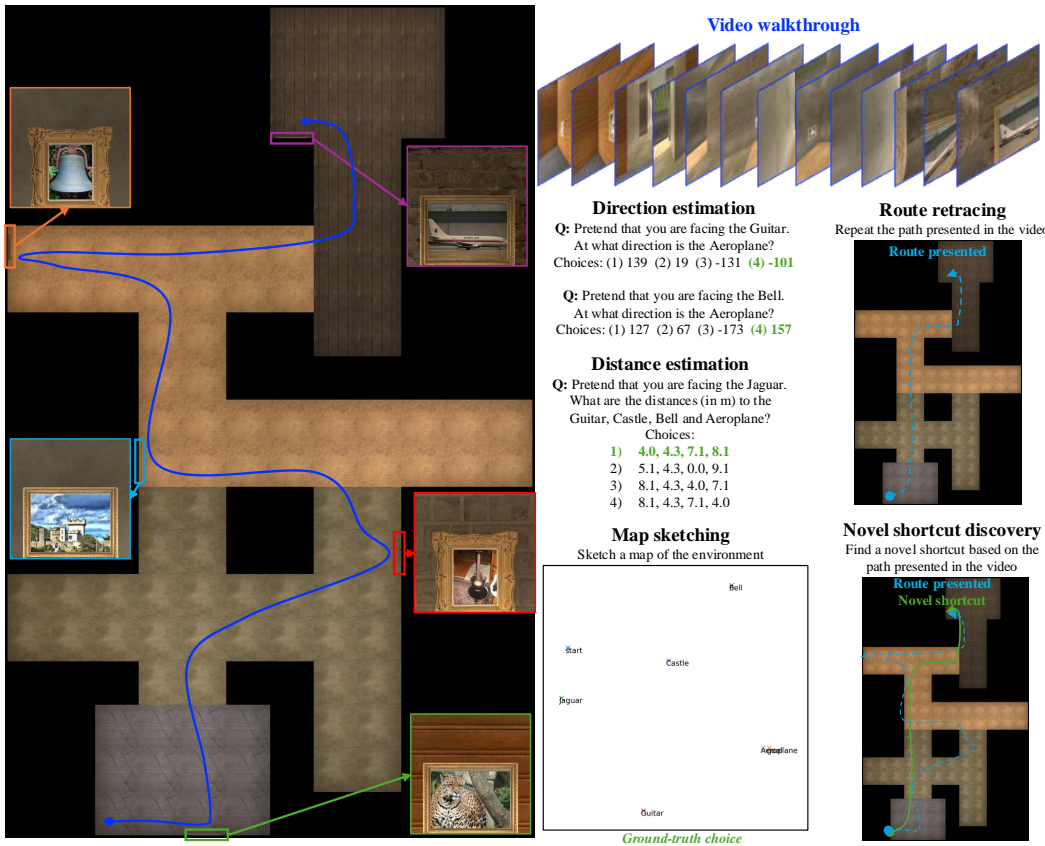 Video walkthrough
Direction estimation
Q: Pretend that you are facing the Guitar.
At what direction is the Aeroplane?
Choices: (1) 139 (2) 19 (3) -131 (4) -101
Q: Pretend that you are facing the Bell.
At what direction is the Aeroplane?
Choices: (1) 127 (2) 67 (3) -173 (4) 157
Distance estimation
Q: Pretend that you are facing the Jaguar.
What are the distances (in m) to the
Guitar, Castle, Bell and Aeroplane?
Choices:
1) 4.0, 4.3, 7.1, 8.1
2) 5.1, 4.3, 0.0, 9.1
3) 8.1, 4.3, 4.0, 7.1
4) 8.1, 4.3, 7.1, 4.0
Map sketching
Sketch a map of the environment
Bell
start
Castle
Jaguar
Aeroplane
Guitar
Ground-truth choice
Route retracing
Repeat the path presented in the video
Route presented
Novel shortcut discovery
Find a novel shortcut based on the
path presented in the video
Route presented
Novel shortcut